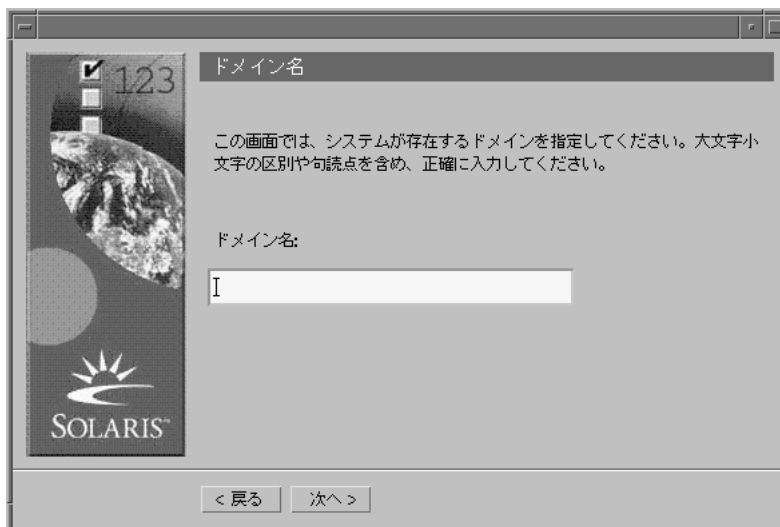 123
ドメイン名
この画面では、システムが存在するドメインを指定してください。大文字小
文字の区別や句読点を含め、正確に入力してください。
ドメイン名:
SOLARIS™
< 戻る
次へ >